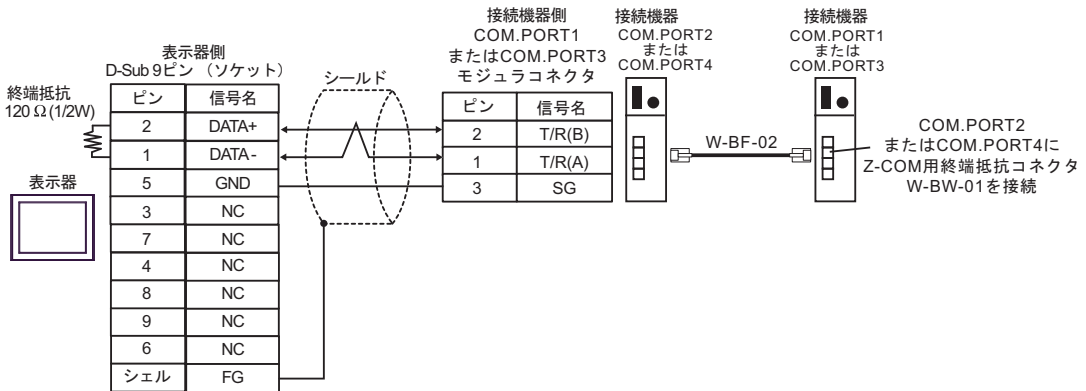 表示器側
D-Sub 9ピン （ソケット）
終端抵抗
120 Ω (1/2W)
ピン 信号名
2 DATA+
1 DATA-
5 GND
3 NC
7 NC
4 NC
8 NC
9 NC
6 NC
シェル FG
表示器
シールド
接続機器側
COM.PORT1
またはCOM.PORT3
モジュラコネクタ
ピン 信号名
2 T/R(B)
1 T/R(A)
3 SG
接続機器
COM.PORT2
または
COM.PORT4
W-BF-02
接続機器
COM.PORT1
または
COM.PORT3
COM.PORT2
またはCOM.PORT4に
Z-COM用終端抵抗コネクタ
W-BW-01を接続